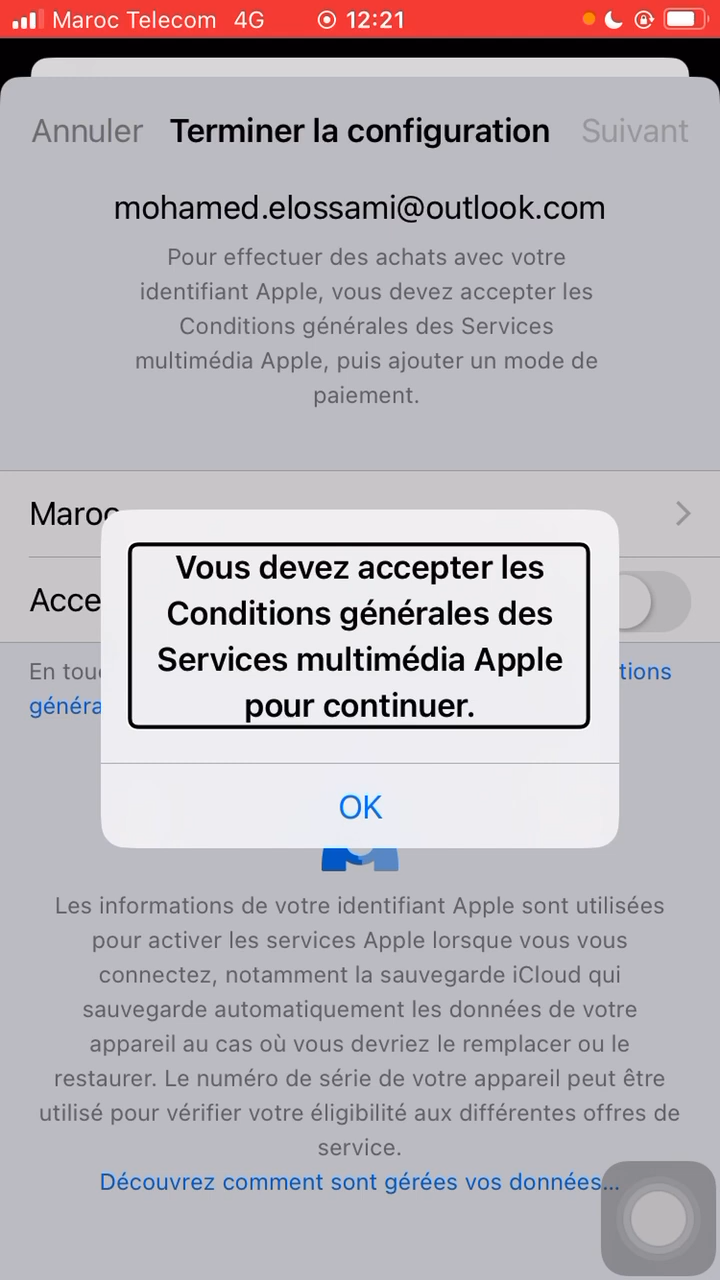 Maroc Telecom 4G 12:21
Annuler Terminer la configuration Suivant
mohamed.elossami@outlook.com
Pour effectuer des achats avec votre
identifiant Apple, vous devez accepter les
Conditions générales des Services
multimédia Apple, puis ajouter un mode de
paiement.
Maroc
Vous devez accepter les
Conditions générales des
Services multimédia Apple
pour continuer.
OK
Les informations de votre identifiant Apple sont utilisées
pour activer les services Apple lorsque vous vous
connectez, notamment la sauvegarde iCloud qui
sauvegarde automatiquement les données de votre
appareil au cas où vous devriez le remplacer ou le
restaurer. Le numéro de série de votre appareil peut être
utilisé pour vérifier votre éligibilité aux différentes offres de
service.
Découvrez comment sont gérées vos données...